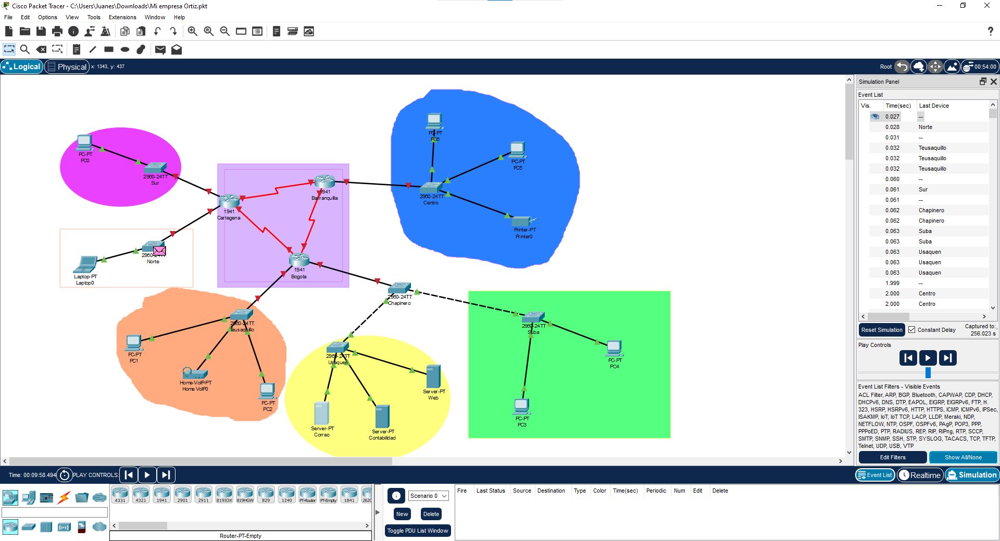 Cisco Packet Tracer - C:\Users\Juanes\Downloads\Mi empresa Ortiz.pkt
File Edit Options View Tools Extensions Window Help
Logical Physical x: 1343, y: 437 Root 00:54:00
Simulation Panel
Event List
Vis. Time(sec) Last Device
0.027 --
0.028 Norte
0.031 --
0.032 Teusaquillo
0.032 Teusaquillo
0.032 Teusaquillo
0.060 --
0.061 Sur
0.061 --
0.062 Chapinero
0.062 Chapinero
0.063 Suba
0.063 Suba
0.063 Usaquen
0.063 Usaquen
0.063 Usaquen
1.999 --
2.000 Centro
2.000 Centro
Reset Simulation Constant Delay Captured to:
256.023 s
Play Controls
Event List Filters - Visible Events
ACL Filter, ARP, BGP, Bluetooth, CAPWAP, CDP, DHCP,
DHCPv6, DNS, DTP, EAPOL, EIGRP, EIGRPv6, FTP, H.
323, HSRP, HSRPv6, HTTP, HTTPS, ICMP, ICMPv6, IPSec,
ISAKMP, IoT, IoT TCP, LACP, LLDP, Meraki, NDP,
NETFLOW, NTP, OSPF, OSPFv6, PAgP, POP3, PPP,
PPPoED, PTP, RADIUS, REP, RIP, RIPng, RTP, SCCP,
SMTP, SNMP, SSH, STP, SYSLOG, TACACS, TCP, TFTP,
Telnet, UDP, USB, VTP
Edit Filters Show All/None
PC-PT
PC0
2960-24TT
Sur
1941
Cartegena
1941
Barranquilla
1941
Bogota
PC-PT
PC6
PC-PT
PC5
2960-24TT
Centro
Printer-PT
Printer0
2960-24TT
Norte
Laptop-PT
Laptop0
2960-24TT
Chapinero
2960-24TT
Teusaquillo
PC-PT
PC1
Home-VoIP-PT
Home VoIP0
PC-PT
PC2
2960-24TT
Usaquen
Server-PT
Web
Server-PT
Correo
Server-PT
Contabilidad
2960-24TT
Suba
PC-PT
PC4
PC-PT
PC3
Time: 00:09:58.494 PLAY CONTROLS:
Event List Realtime Simulation
4331 4321 1941 2901 2911 819IOX 819HGW 829 1240 PT-Router PT-Empty 1841 2620
Router-PT-Empty
Scenario 0
New Delete
Toggle PDU List Window
Fire Last Status Source Destination Type Color Time(sec) Periodic Num Edit Delete